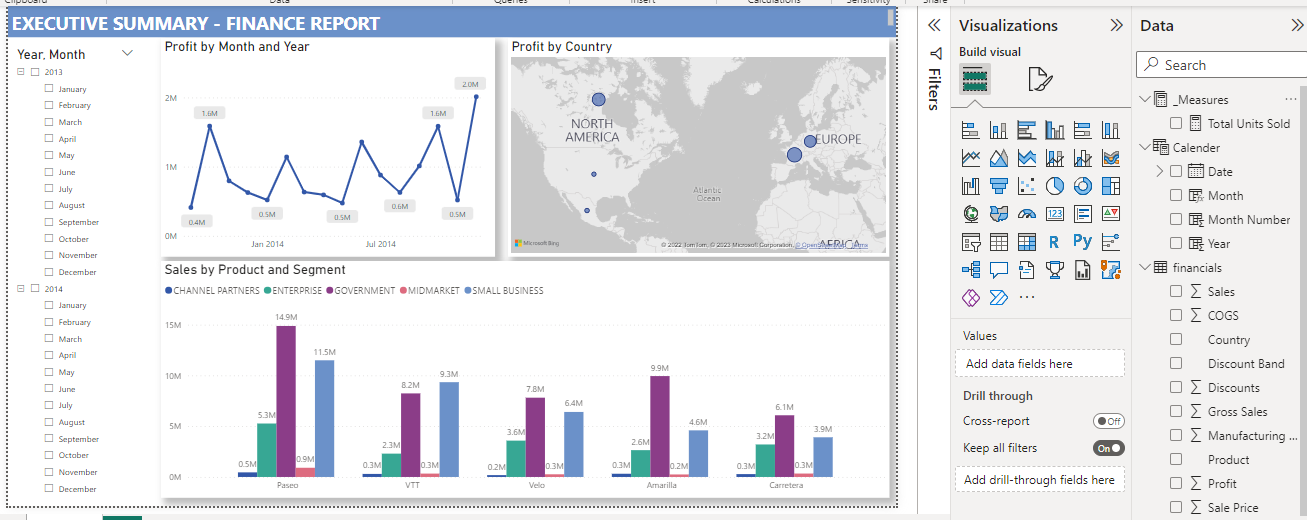 Clipboard Data Queries Insert Calculations Sensitivity Share
EXECUTIVE SUMMARY - FINANCE REPORT
Year, Month
2013
January
February
March
April
May
June
July
August
September
October
November
December
2014
January
February
March
April
May
June
July
August
September
October
November
December
Profit by Month and Year
2M
1M
0M
0.4M
1.6M
0.5M
0.5M
0.6M
1.6M
0.5M
2.0M
Jan 2014 Jul 2014
Profit by Country
NORTH
AMERICA
EUROPE
Atlantic
Ocean
AFRICA
Microsoft Bing
© 2022 TomTom, © 2023 Microsoft Corporation, © OpenStreetMap Terms
Sales by Product and Segment
CHANNEL PARTNERS ENTERPRISE GOVERNMENT MIDMARKET SMALL BUSINESS
15M
10M
5M
0M
0.5M 5.3M 14.9M 0.9M 11.5M
0.3M 2.3M 8.2M 0.3M 9.3M
0.2M 3.6M 7.8M 0.3M 6.4M
0.3M 2.6M 9.9M 0.2M 4.6M
0.3M 3.2M 6.1M 0.3M 3.9M
Paseo VTT Velo Amarilla Carretera
Filters
Visualizations
Build visual
123
R Py
...
Values
Add data fields here
Drill through
Cross-report Off
Keep all filters On
Add drill-through fields here
Data
Search
_Measures ...
Total Units Sold
Calender
Date
Month
Month Number
Year
financials
Sales
COGS
Country
Discount Band
Discounts
Gross Sales
Manufacturing ...
Product
Profit
Sale Price